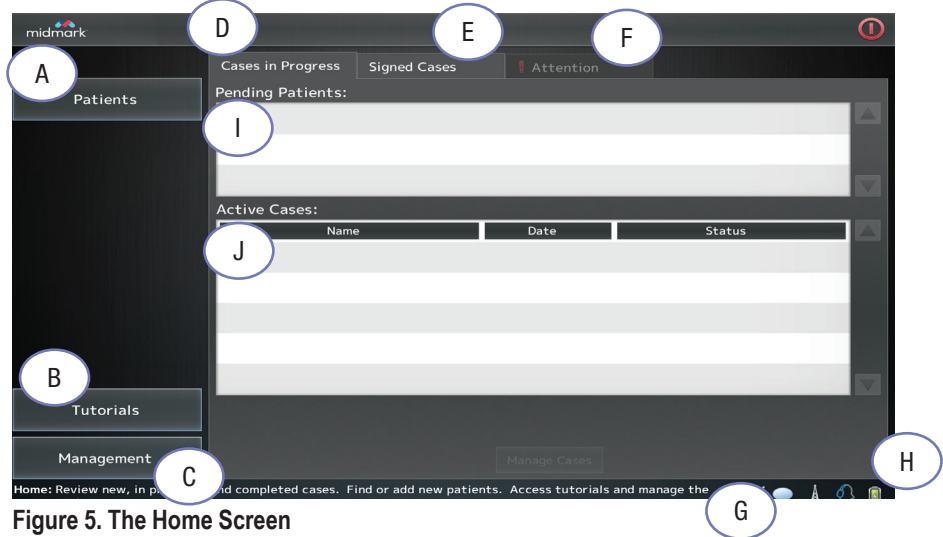 midmark
D
E
F
A
Cases in Progress
Signed Cases
! Attention
Patients
Pending Patients:
I
Active Cases:
Name
Date
Status
J
B
Tutorials
Management
Manage Cases
C
H
Home: Review new, in nd completed cases. Find or add new patients. Access tutorials and manage the
G
Figure 5. The Home Screen